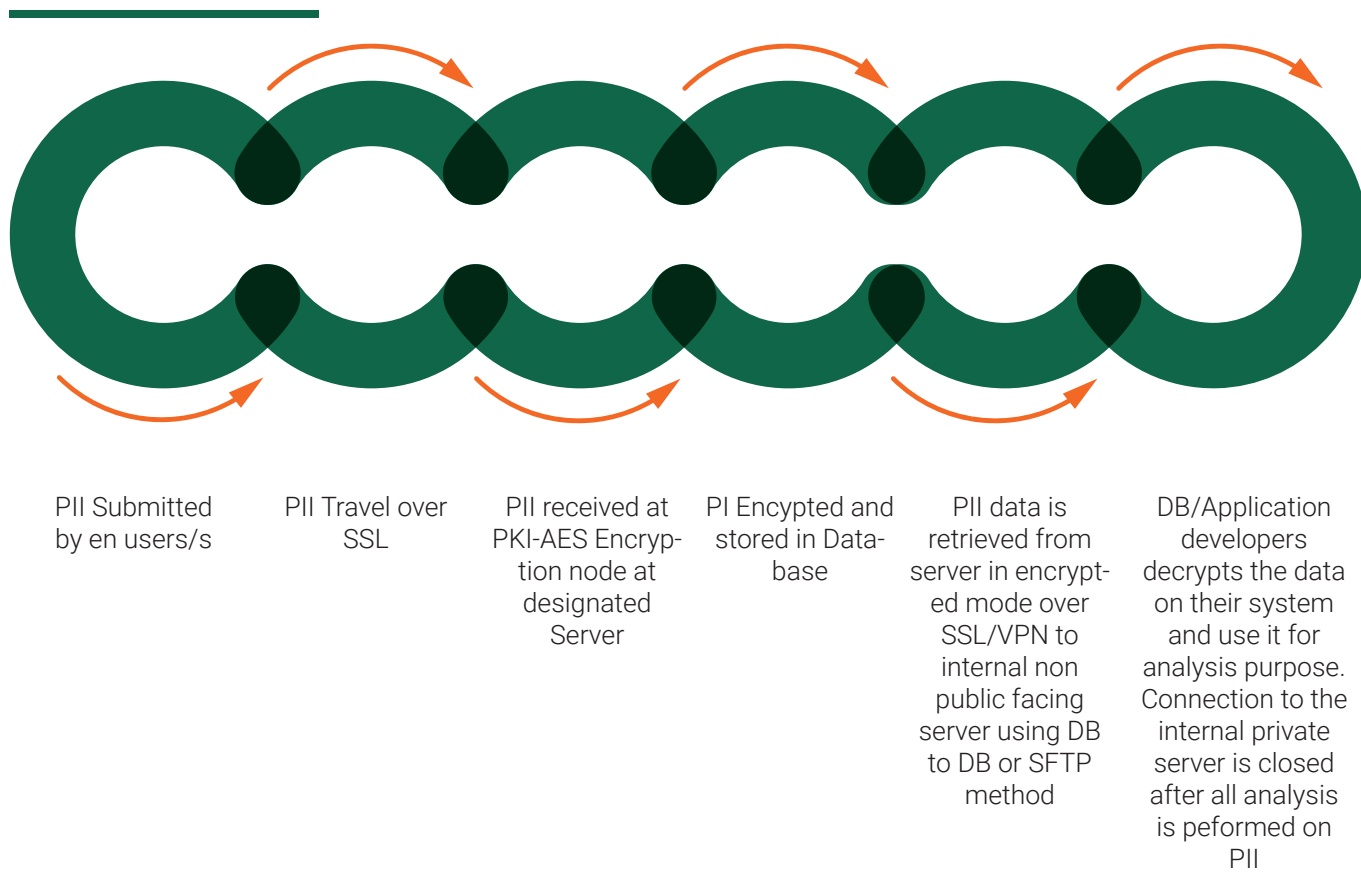 PII Submitted
by en users/s
PII Travel over
SSL
PII received at
PKI-AES Encryp-
tion node at
designated
Server
PI Encypted and
stored in Data-
base
PII data is
retrieved from
server in encrypt-
ed mode over
SSL/VPN to
internal non
public facing
server using DB
to DB or SFTP
method
DB/Application
developers
decrypts the data
on their system
and use it for
analysis purpose.
Connection to the
internal private
server is closed
after all analysis
is peformed on
PII